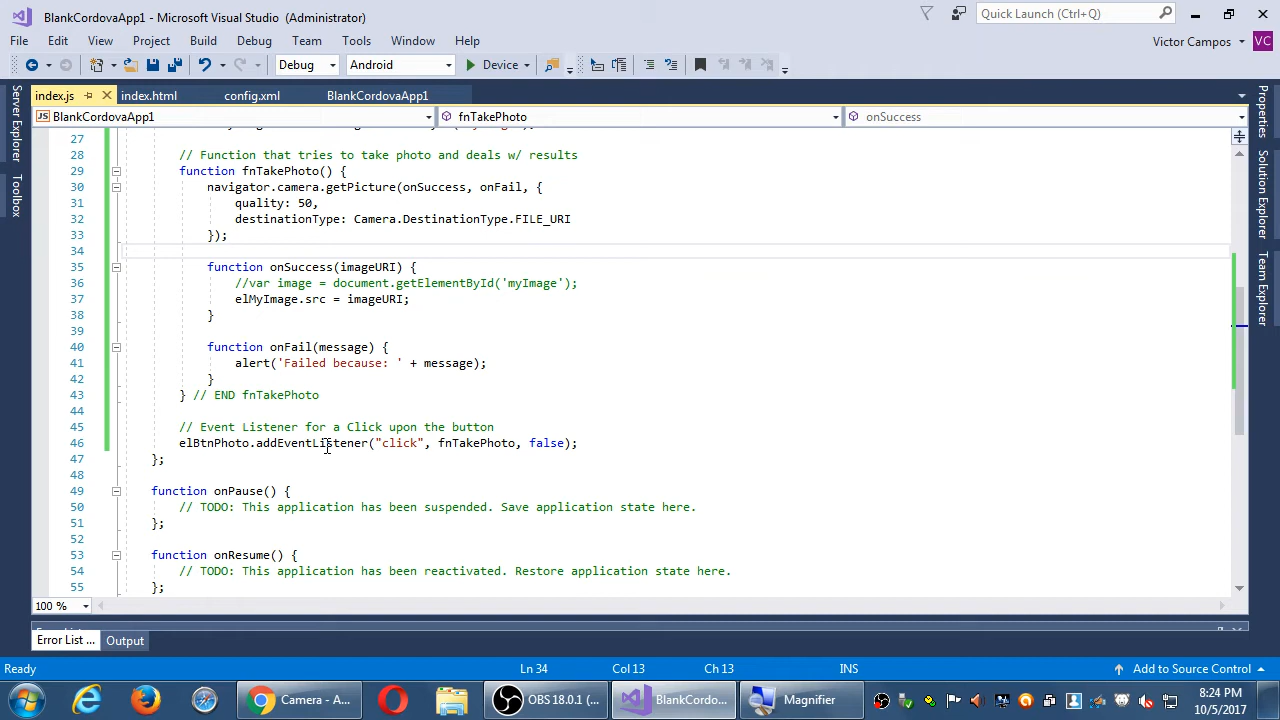 BlankCordovaApp1 - Microsoft Visual Studio (Administrator)
Quick Launch (Ctrl+Q)
File Edit View Project Build Debug Team Tools Window Help
Victor Campos VC
Debug Android Device
index.js index.html config.xml BlankCordovaApp1
JS BlankCordovaApp1 fnTakePhoto onSuccess
Server Explorer
Toolbox
Properties
Solution Explorer
Team Explorer
27
28 // Function that tries to take photo and deals w/ results
29 function fnTakePhoto() {
30 navigator.camera.getPicture(onSuccess, onFail, {
31 quality: 50,
32 destinationType: Camera.DestinationType.FILE_URI
33 });
34
35 function onSuccess(imageURI) {
36 //var image = document.getElementById('myImage');
37 elMyImage.src = imageURI;
38 }
39
40 function onFail(message) {
41 alert('Failed because: ' + message);
42 }
43 } // END fnTakePhoto
44
45 // Event Listener for a Click upon the button
46 elBtnPhoto.addEventListener("click", fnTakePhoto, false);
47 };
48
49 function onPause() {
50 // TODO: This application has been suspended. Save application state here.
51 };
52
53 function onResume() {
54 // TODO: This application has been reactivated. Restore application state here.
55 };
100 %
Error List ... Output
Ready Ln 34 Col 13 Ch 13 INS Add to Source Control
Camera - A... OBS 18.0.1 (... BlankCordo... Magnifier
8:24 PM
10/5/2017